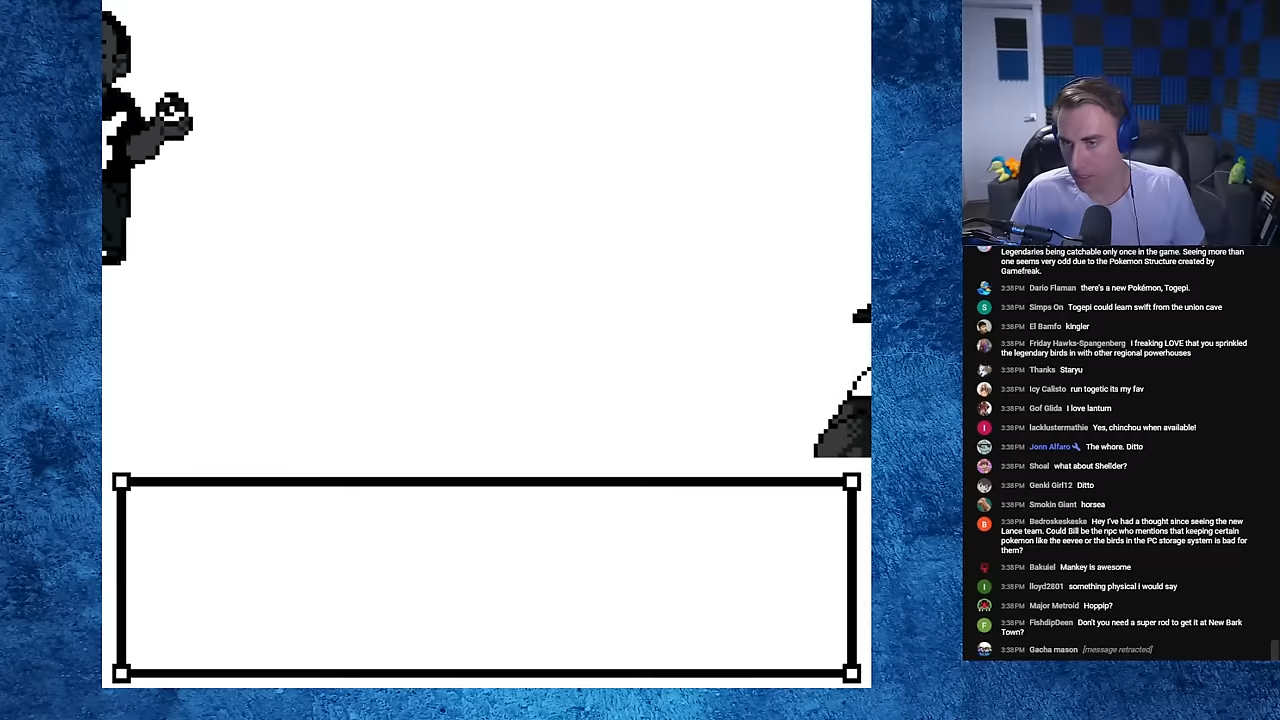 Legendaries being catchable only once in the game. Seeing more than
one seems very odd due to the Pokemon Structure created by
Gamefreak.
3:38PM Dario Flaman there's a new Pokémon, Togepi.
S 3:38PM Simps On Togepi could learn swift from the union cave
3:38PM El Bamfo kingler
3:38PM Friday Hawks-Spangenberg I freaking LOVE that you sprinkled
the legendary birds in with other regional powerhouses
3:38PM Thanks Staryu
3:38PM Icy Calisto run togetic its my fav
3:38PM Gof Glida I love lanturn
I 3:38PM lacklustermathie Yes, chinchou when available!
3:38PM Jonn Alfaro The whore. Ditto
3:38PM Shoal what about Shellder?
3:38PM Genki Girl12 Ditto
3:38PM Smokin Giant horsea
B 3:38PM Bedroskeskeske Hey I've had a thought since seeing the new
Lance team. Could Bill be the npc who mentions that keeping certain
pokemon like the eevee or the birds in the PC storage system is bad for
them?
3:38PM Bakuiel Mankey is awesome
3:38PM lloyd2801 something physical I would say
3:38PM Major Metroid Hoppip?
F 3:38PM FishdipDeen Don't you need a super rod to get it at New Bark
Town?
3:38PM Gacha mason [message retracted]